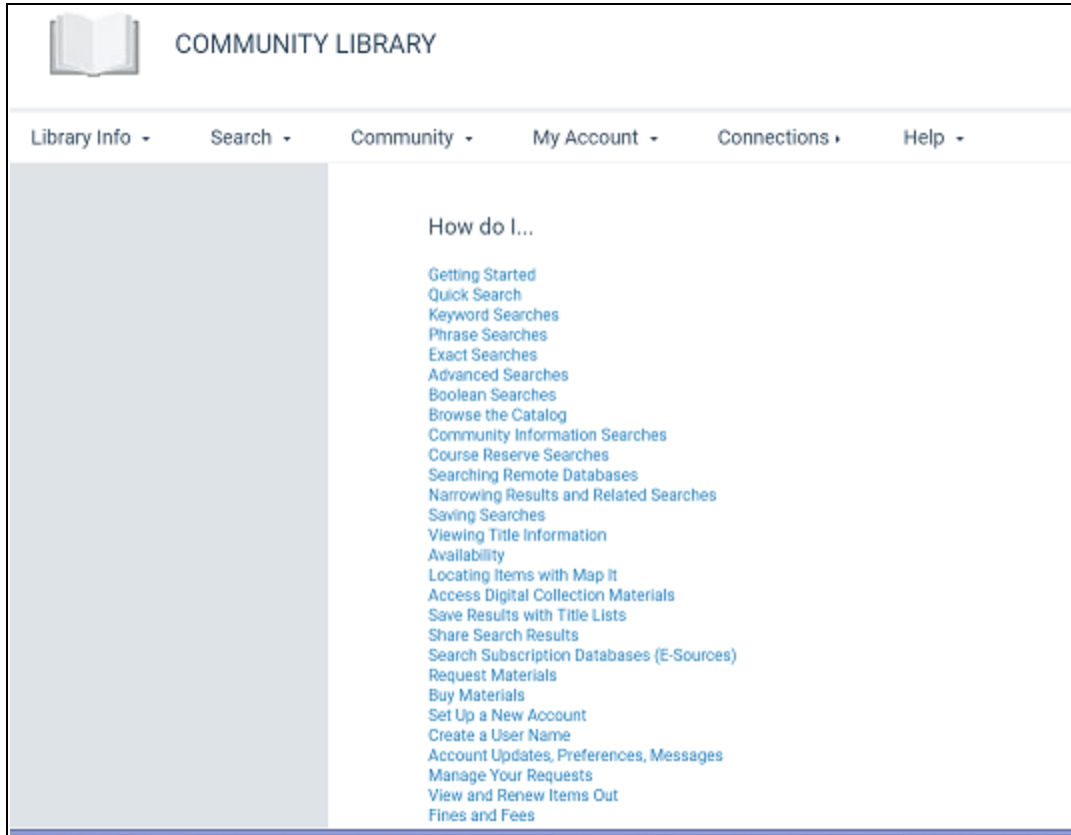 COMMUNITY LIBRARY
Library Info Search Community My Account Connections Help
How do I...
Getting Started
Quick Search
Keyword Searches
Phrase Searches
Exact Searches
Advanced Searches
Boolean Searches
Browse the Catalog
Community Information Searches
Course Reserve Searches
Searching Remote Databases
Narrowing Results and Related Searches
Saving Searches
Viewing Title Information
Availability
Locating Items with Map It
Access Digital Collection Materials
Save Results with Title Lists
Share Search Results
Search Subscription Databases (E-Sources)
Request Materials
Buy Materials
Set Up a New Account
Create a User Name
Account Updates, Preferences, Messages
Manage Your Requests
View and Renew Items Out
Fines and Fees